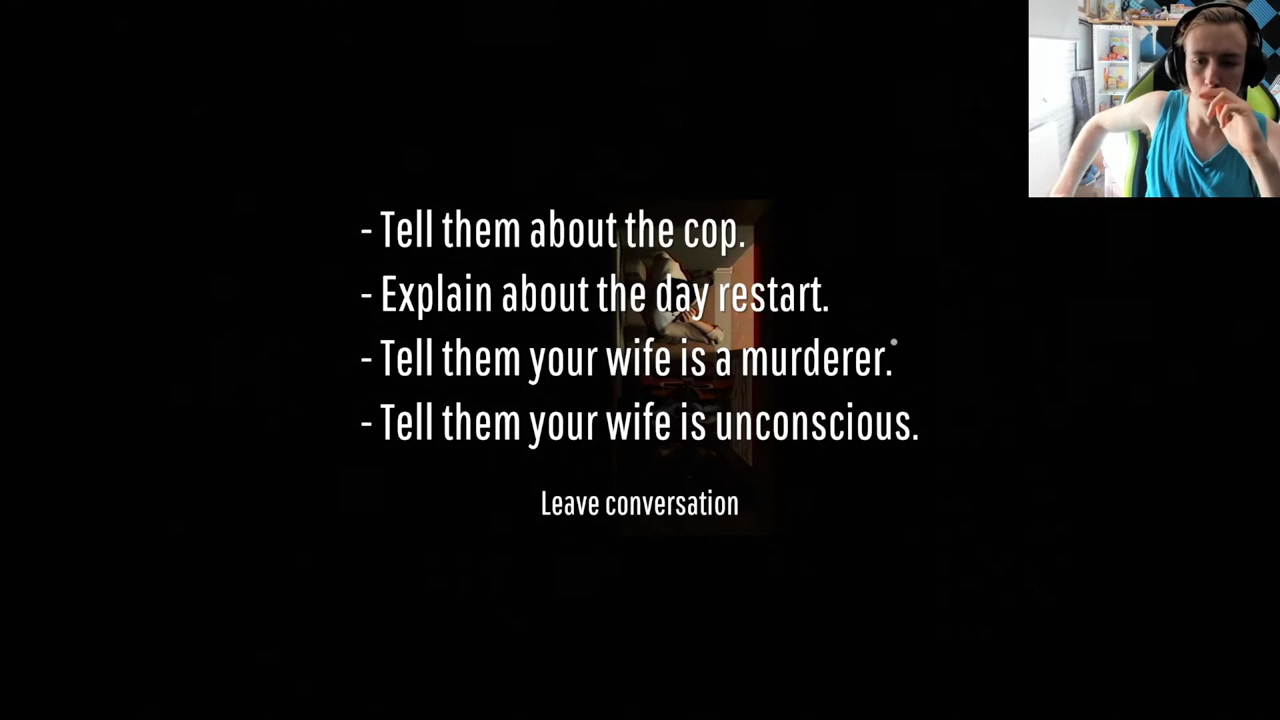 - Tell them about the cop.
- Explain about the day restart.
- Tell them your wife is a murderer.
- Tell them your wife is unconscious.
Leave conversation